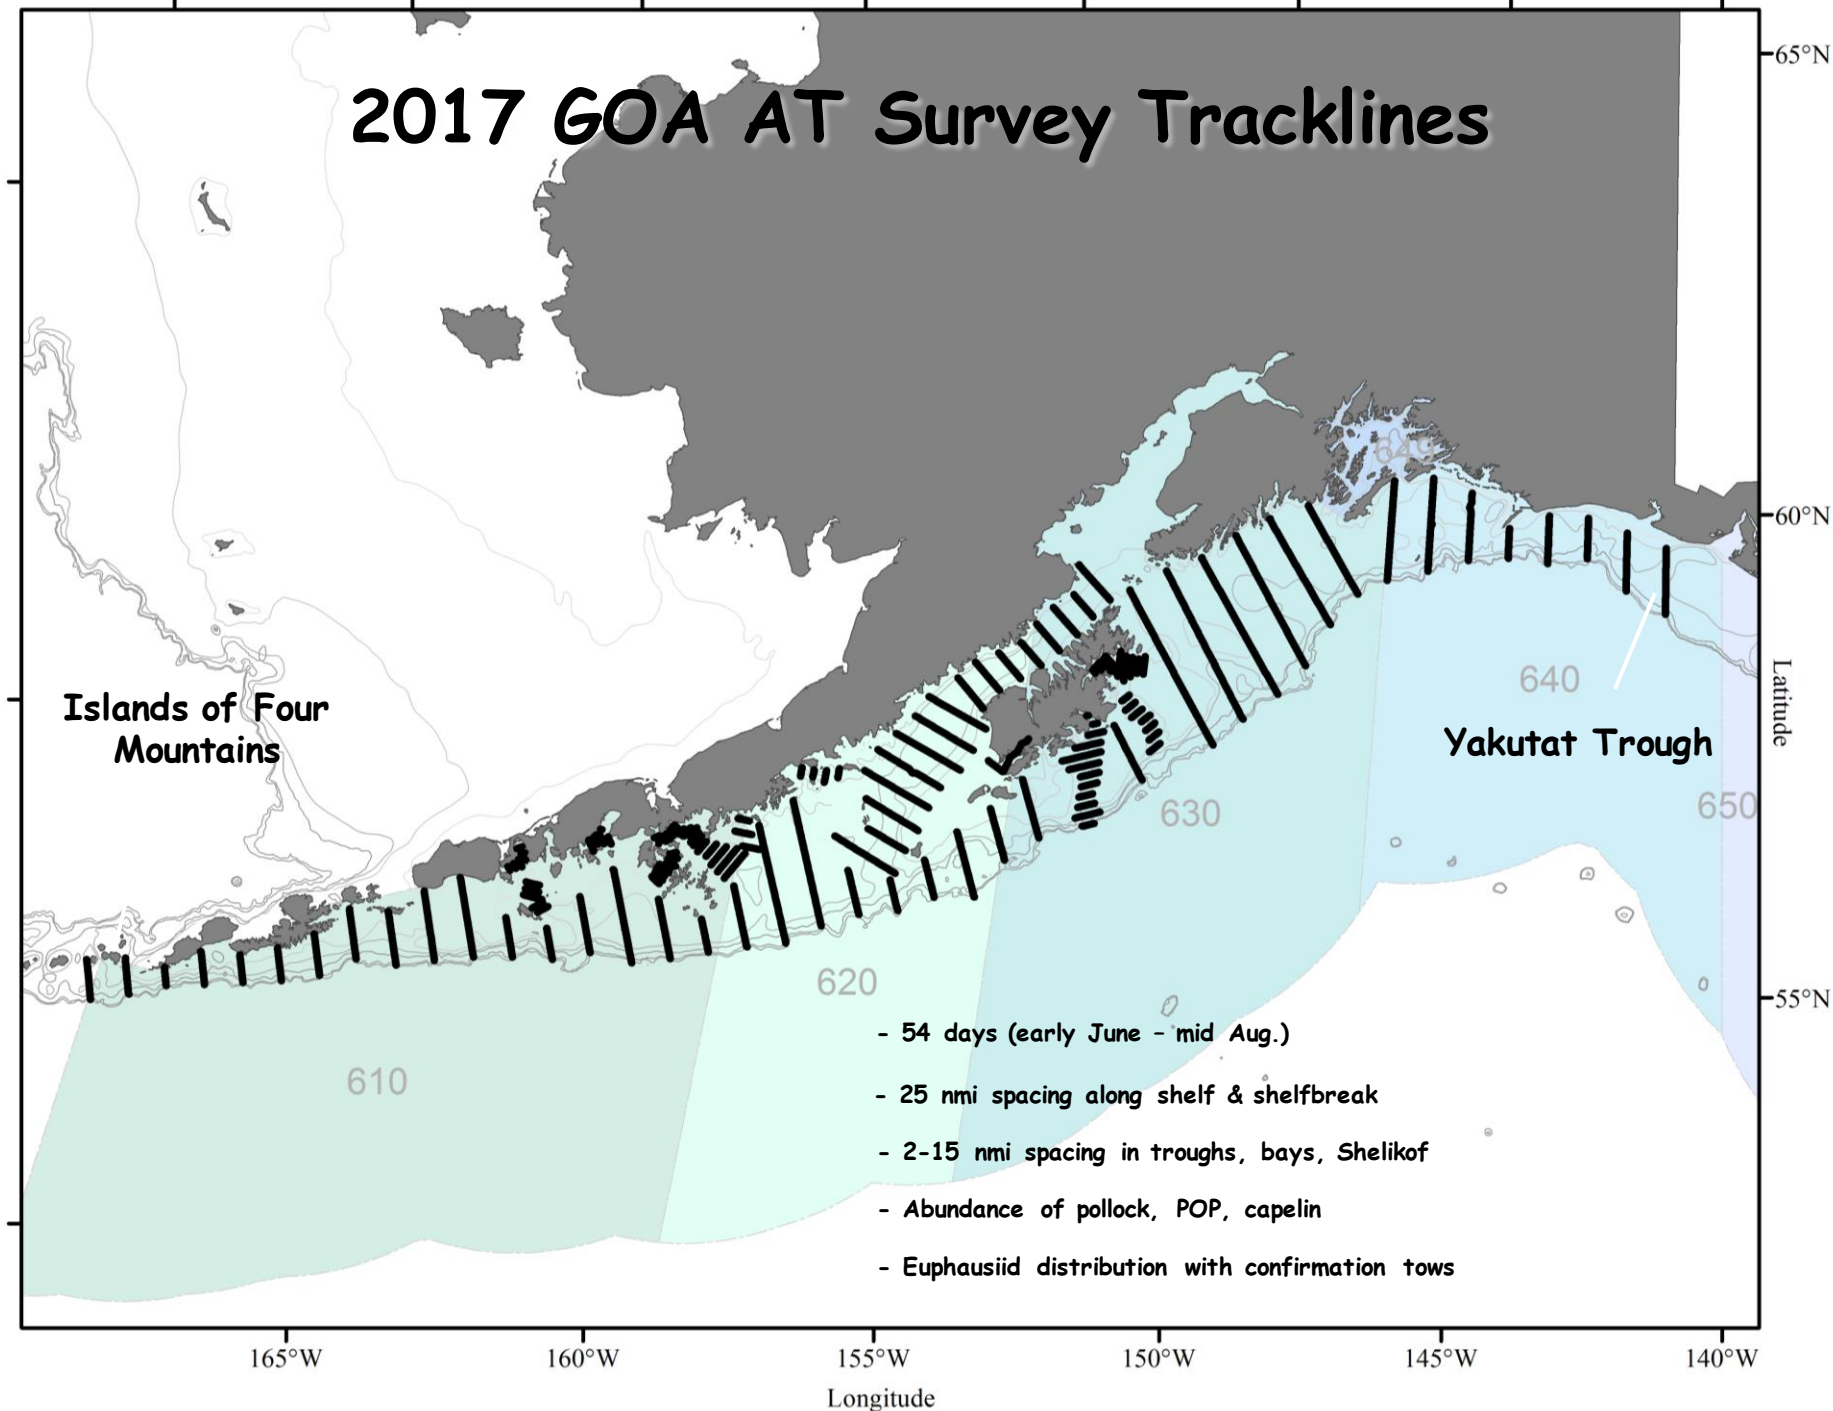 2017 GOA AT Survey Tracklines
65°N
649
60°N
Islands of Four
Mountains
640
Latitude
Yakutat Trough
630
650
620
55°N
610
- 54 days (early June – mid Aug.)
- 25 nmi spacing along shelf & shelfbreak
- 2-15 nmi spacing in troughs, bays, Shelikof
- Abundance of pollock, POP, capelin
- Euphausiid distribution with confirmation tows
165°W 160°W 155°W 150°W 145°W 140°W
Longitude